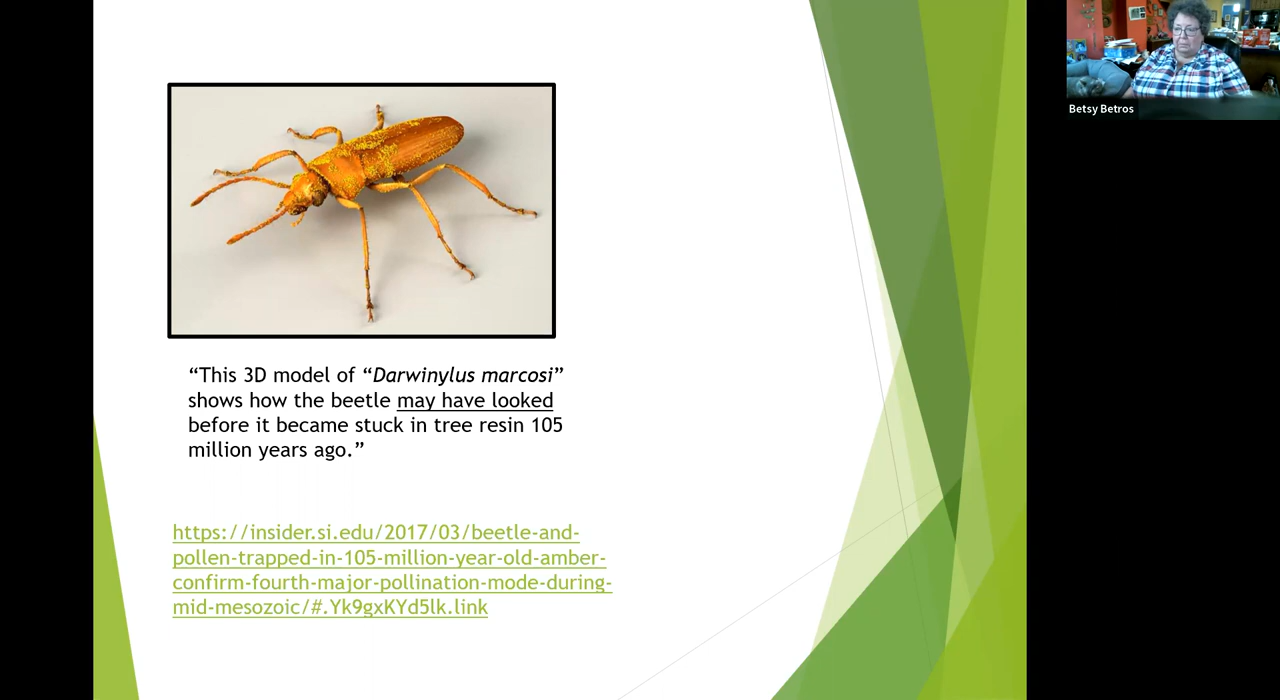 Betsy Betros
“This 3D model of “Darwinylus marcosi”
shows how the beetle may have looked
before it became stuck in tree resin 105
million years ago.”
https://insider.si.edu/2017/03/beetle-and-
pollen-trapped-in-105-million-year-old-amber-
confirm-fourth-major-pollination-mode-during-
mid-mesozoic/#.Yk9gxKYd5lk.link